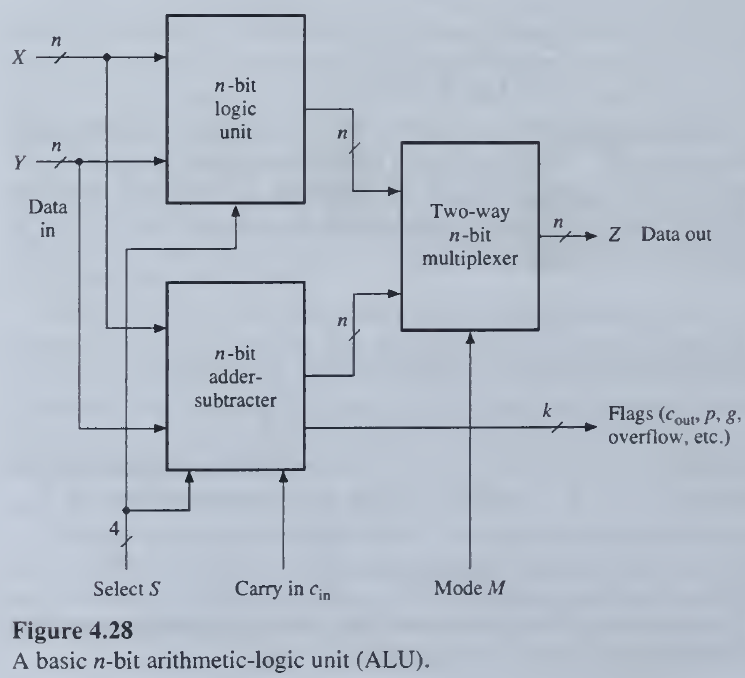 n
X
n-bit
logic
unit
n
Y
n
Data
in
Two-way
n-bit
multiplexer
n
Z Data out
n-bit
adder-
subtracter
n
k
Flags (cout, p, g,
overflow, etc.)
4
Select S
Carry in cin
Mode M
Figure 4.28
A basic n-bit arithmetic-logic unit (ALU).